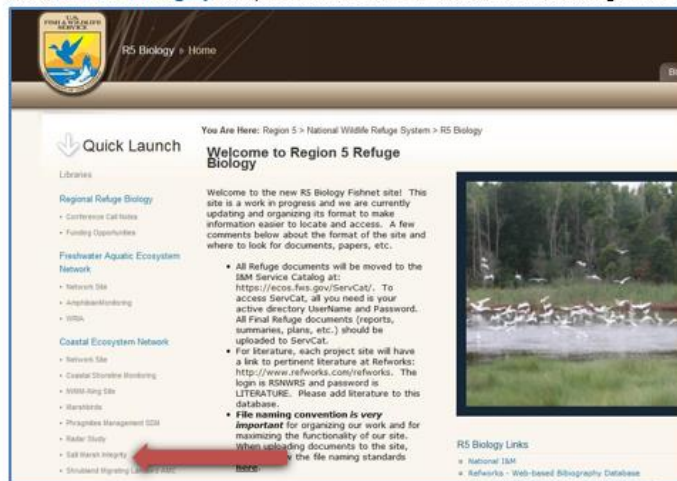 U.S.
FISH & WILDLIFE
SERVICE
R5 Biology » Home
You Are Here: Region 5 > National Wildlife Refuge System > R5 Biology
Quick Launch
Libraries
Regional Refuge Biology
Conference Call Notes
Funding Opportunities
Freshwater Aquatic Ecosystem
Network
Network Site
AmphibianMonitoring
WRIA
Coastal Ecosystem Network
Network Site
Coastal Shoreline Monitoring
Marshbirds
Phragmites Management SDM
Radar Study
Salt Marsh Integrity
Shrubland Migrating
Welcome to Region 5 Refuge
Biology
Welcome to the new R5 Biology Fishnet site! This
site is a work in progress and we are currently
updating and organizing its format to make
information easier to locate and access. A few
comments below about the format of the site and
where to look for documents, papers, etc.
• All Refuge documents will be moved to the
I&M Service Catalog at:
https://ecos.fws.gov/ServCat/. To
access ServCat, all you need is your
active directory UserName and Password.
All Final Refuge documents (reports,
summaries, plans, etc.) should be
uploaded to ServCat.
• For literature, each project site will have
a link to pertinent literature at Refworks:
http://www.refworks.com/refworks. The
login is RSNWRS and password is
LITERATURE. Please add literature to this
database.
• File naming convention is very
important for organizing our work and for
maximizing the functionality of our site.
When uploading documents to the site,
the file naming standards
here.
R5 Biology Links
National I&M
Refworks - Web-based Bibiography Database